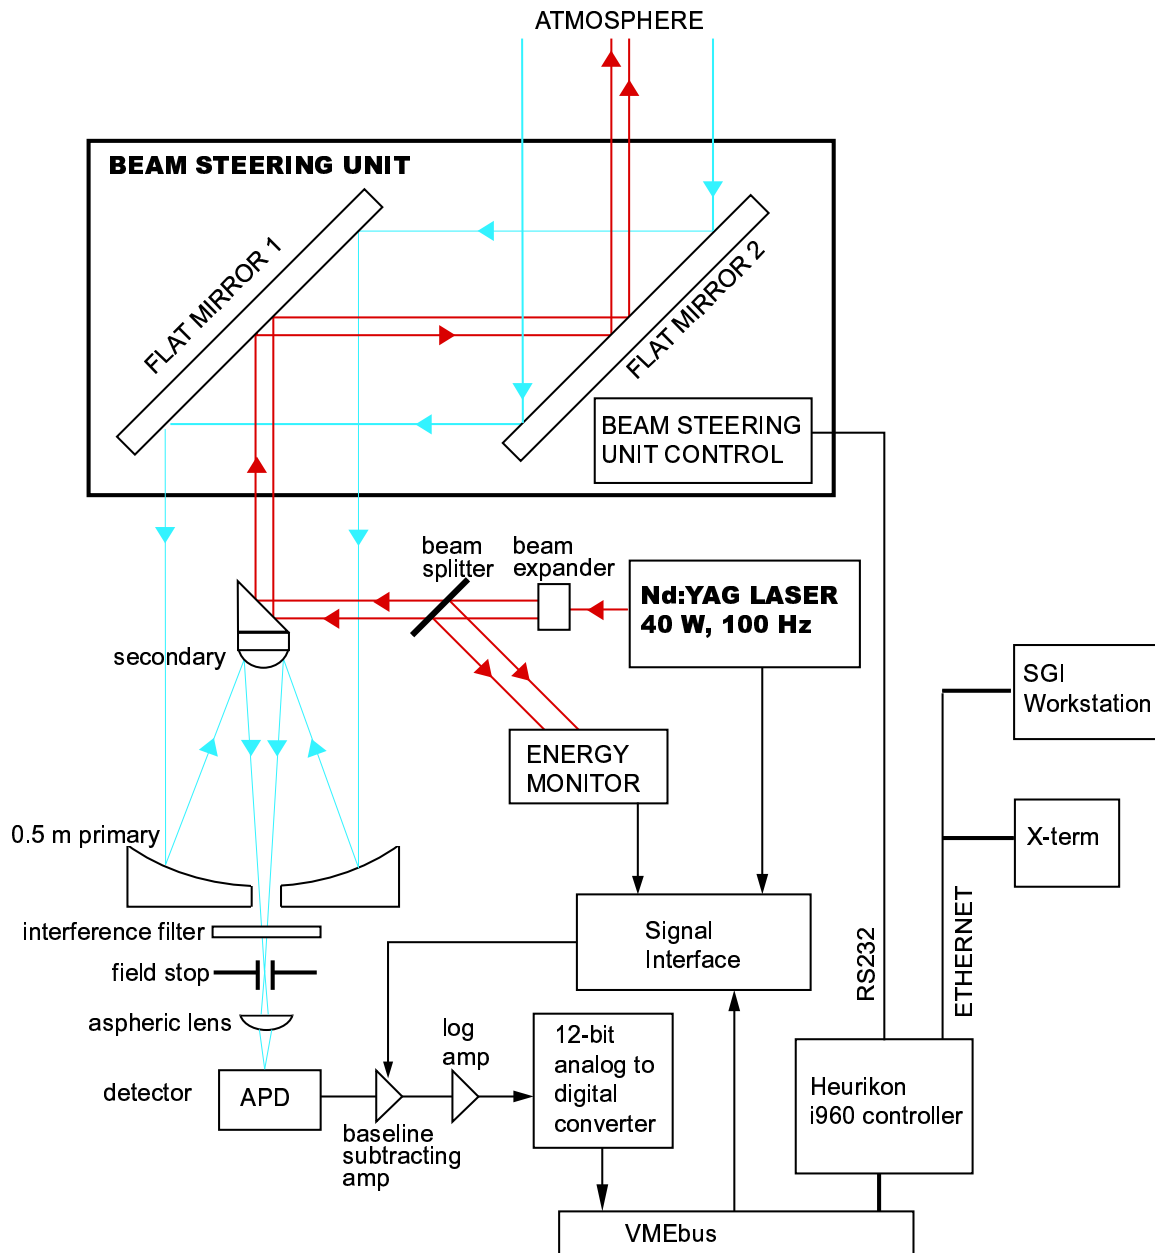 ATMOSPHERE
BEAM STEERING UNIT
FLAT MIRROR 1
FLAT MIRROR 2
BEAM STEERING
UNIT CONTROL
beam
splitter
beam
expander
Nd:YAG LASER
40 W, 100 Hz
secondary
SGI
Workstation
ENERGY
MONITOR
0.5 m primary
X-term
interference filter
Signal
Interface
RS232
ETHERNET
field stop
aspheric lens
log
amp
12-bit
analog to
digital
converter
detector
APD
Heurikon
i960 controller
baseline
subtracting
amp
VMEbus